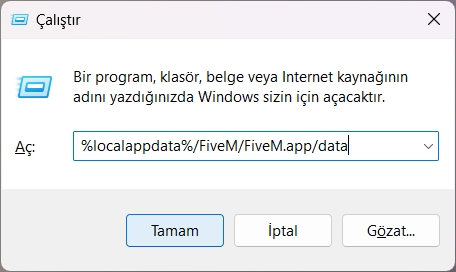 Çalıştır
Bir program, klasör, belge veya Internet kaynağının
adını yazdığınızda Windows sizin için açacaktır.
Aç: %localappdata%/FiveM/FiveM.app/data
Tamam İptal Gözat...